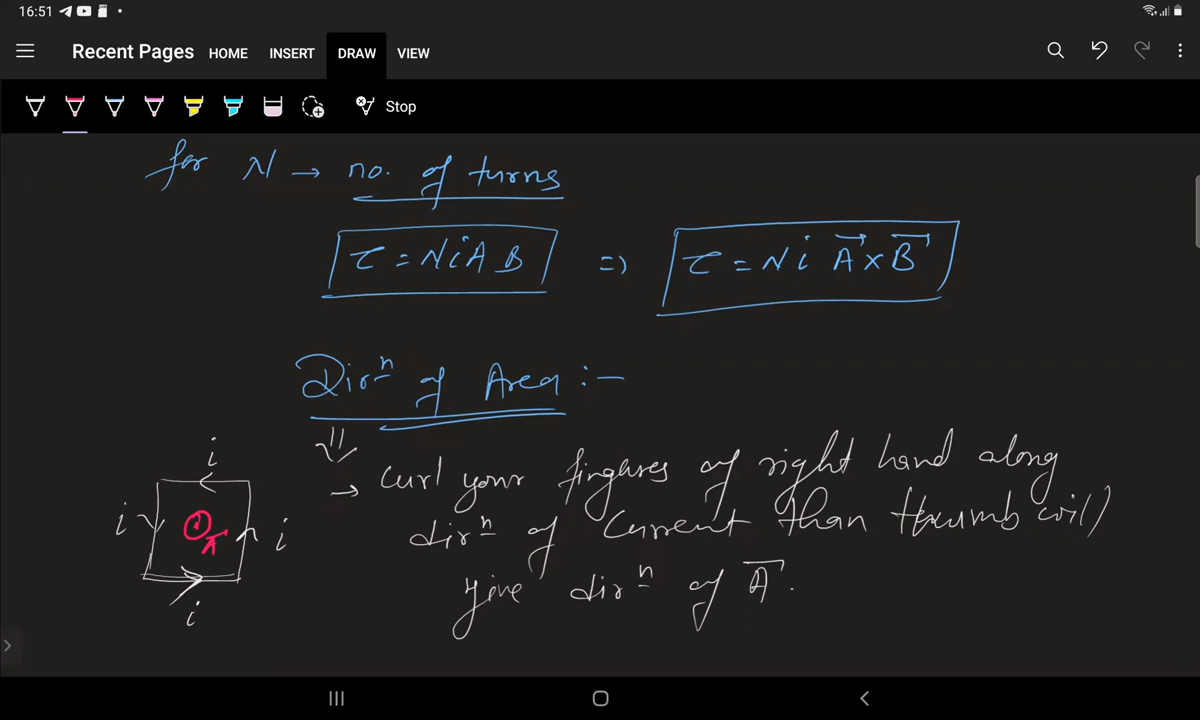 16:51
Recent Pages HOME INSERT DRAW VIEW
Stop
for N → no. of turns
τ = NiAB => τ = Ni A⃗ × B⃗
Dirⁿ of Area :-
→ curl your fingures of right hand along
dirⁿ of current than thumb will
give dirⁿ of A⃗.
i
i
i
A
i